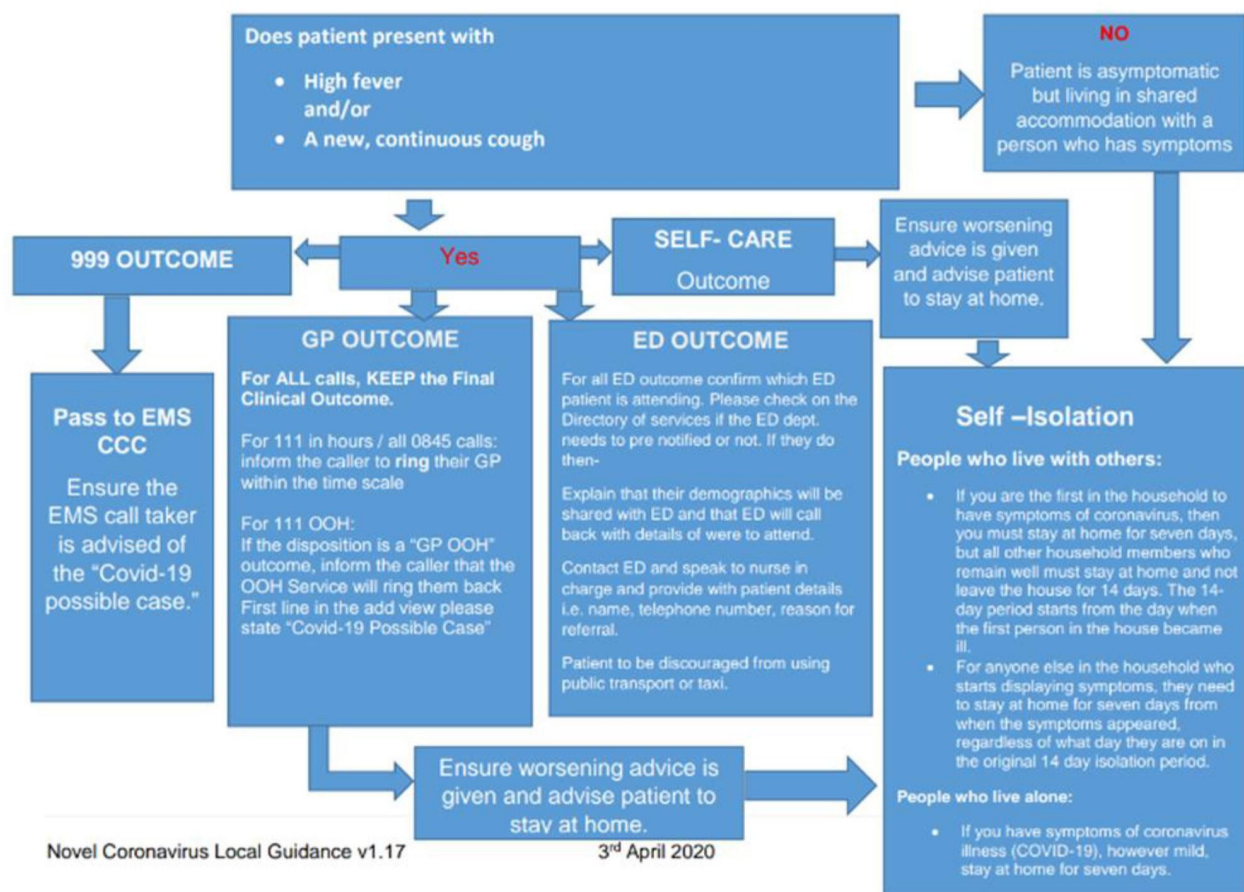 Does patient present with
• High fever
and/or
• A new, continuous cough
NO
Patient is asymptomatic
but living in shared
accommodation with a
person who has symptoms
999 OUTCOME
Yes
SELF- CARE
Outcome
Ensure worsening
advice is given
and advise patient
to stay at home.
Pass to EMS
CCC
Ensure the
EMS call taker
is advised of
the “Covid-19
possible case.”
GP OUTCOME
For ALL calls, KEEP the Final
Clinical Outcome.
For 111 in hours / all 0845 calls:
inform the caller to ring their GP
within the time scale
For 111 OOH:
If the disposition is a “GP OOH”
outcome, inform the caller that the
OOH Service will ring them back
First line in the add view please
state “Covid-19 Possible Case”
ED OUTCOME
For all ED outcome confirm which ED
patient is attending. Please check on the
Directory of services if the ED dept.
needs to pre notified or not. If they do
then-
Explain that their demographics will be
shared with ED and that ED will call
back with details of were to attend.
Contact ED and speak to nurse in
charge and provide with patient details
i.e. name, telephone number, reason for
referral.
Patient to be discouraged from using
public transport or taxi.
Self –Isolation
People who live with others:
• If you are the first in the household to
have symptoms of coronavirus, then
you must stay at home for seven days,
but all other household members who
remain well must stay at home and not
leave the house for 14 days. The 14-
day period starts from the day when
the first person in the house became
ill.
• For anyone else in the household who
starts displaying symptoms, they need
to stay at home for seven days from
when the symptoms appeared,
regardless of what day they are on in
the original 14 day isolation period.
People who live alone:
• If you have symptoms of coronavirus
illness (COVID-19), however mild,
stay at home for seven days.
Ensure worsening advice is
given and advise patient to
stay at home.
Novel Coronavirus Local Guidance v1.17 3rd April 2020